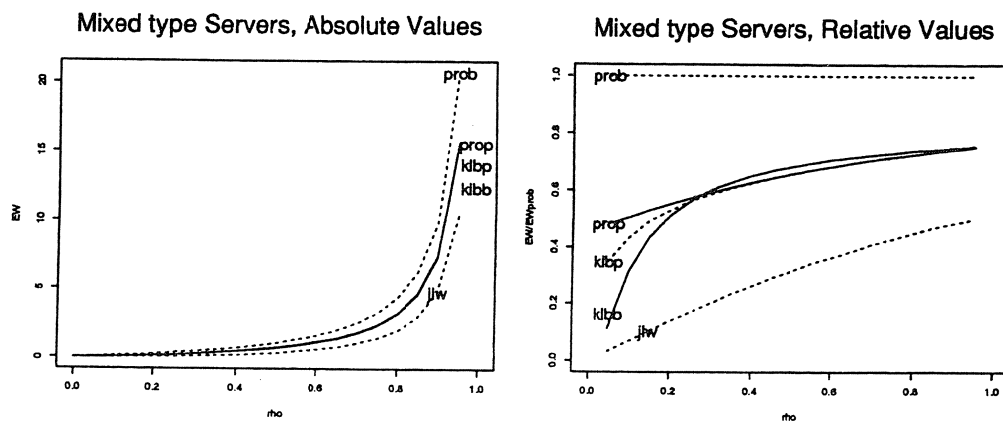 Mixed type Servers, Absolute Values
EW
20
15
10
5
0
prob
prop
klbp
klbb
jlw
0.0 0.2 0.4 0.6 0.8 1.0
rho
Mixed type Servers, Relative Values
EW/EWprob
1.0
0.8
0.6
0.4
0.2
0.0
prob
prop
klbp
klbb
jlw
0.0 0.2 0.4 0.6 0.8 1.0
rho